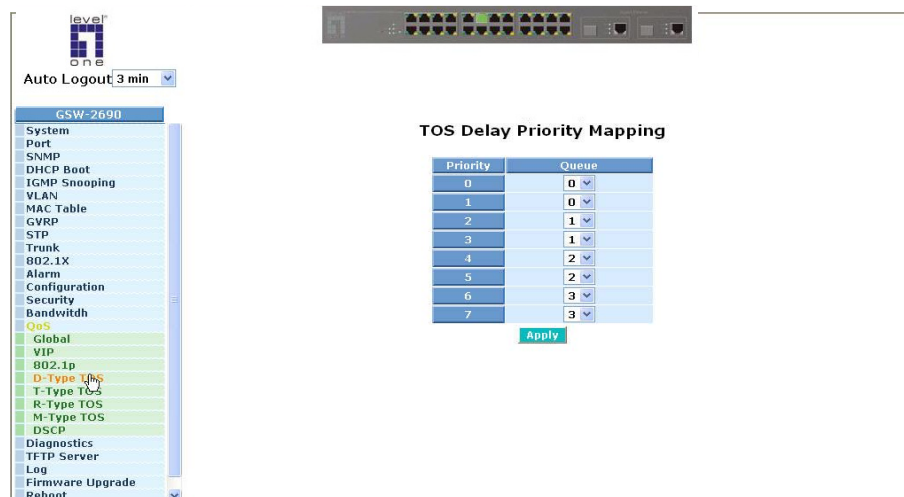 level
one
Auto Logout 3 min
GSW-2690
System
Port
SNMP
DHCP Boot
IGMP Snooping
VLAN
MAC Table
GVRP
STP
Trunk
802.1X
Alarm
Configuration
Security
Bandwitdh
QoS
Global
VIP
802.1p
D-Type TOS
T-Type TOS
R-Type TOS
M-Type TOS
DSCP
Diagnostics
TFTP Server
Log
Firmware Upgrade
Reboot
TOS Delay Priority Mapping
Priority Queue
0 0
1 0
2 1
3 1
4 2
5 2
6 3
7 3
Apply